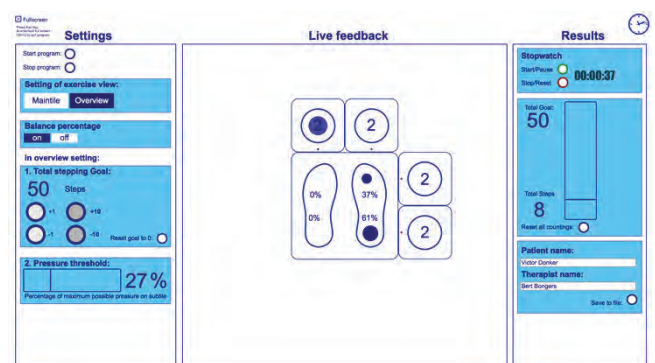 Fullscreen
Settings
Live feedback
Results
Start program:
Stop program:
Setting of exercise view:
Maintile Overview
Balance percentage
on off
In overview setting:
1. Total stepping Goal:
50 Steps
+1 +10
-1 -10
Reset goal to 0:
2. Pressure threshold:
27%
Percentage of maximum possible pressure on subtile
2 2
0% 37% 2
0% 61% 2
Stopwatch
Start/Pause
Stop/Reset
00:00:37
Total Goal:
50
Total Steps
8
Reset all countings:
Patient name:
Victor Donker
Therapist name:
Bert Bongers
Save to file: